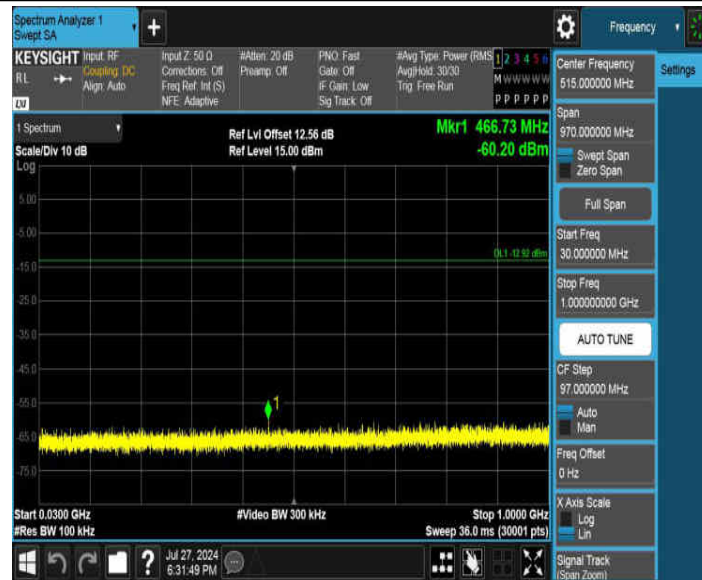 Spectrum Analyzer 1
Swept SA
+
Frequency
KEYSIGHT
RL
LXI
Input: RF
Coupling: DC
Align: Auto
Input Z: 50 Ω
Corrections: Off
Freq Ref: Int (S)
NFE: Adaptive
#Atten: 20 dB
Preamp: Off
PNO: Fast
Gate: Off
IF Gain: Low
Sig Track: Off
#Avg Type: Power (RMS
Avg|Hold: 30/30
Trig: Free Run
1 2 3 4 5 6
M W W W W W
P P P P P P
1 Spectrum
Scale/Div 10 dB
Ref Lvl Offset 12.56 dB
Ref Level 15.00 dBm
Mkr1 466.73 MHz
-60.20 dBm
Log
5.00
-5.00
-15.0
-25.0
-35.0
-45.0
-55.0
-65.0
-75.0
DL1 -12.92 dBm
1
Start 0.0300 GHz
#Res BW 100 kHz
#Video BW 300 kHz
Stop 1.0000 GHz
Sweep 36.0 ms (30001 pts)
Jul 27, 2024
6:31:49 PM
Center Frequency
515.000000 MHz
Settings
Span
970.000000 MHz
Swept Span
Zero Span
Full Span
Start Freq
30.000000 MHz
Stop Freq
1.000000000 GHz
AUTO TUNE
CF Step
97.000000 MHz
Auto
Man
Freq Offset
0 Hz
X Axis Scale
Log
Lin
Signal Track
(Span Zoom)